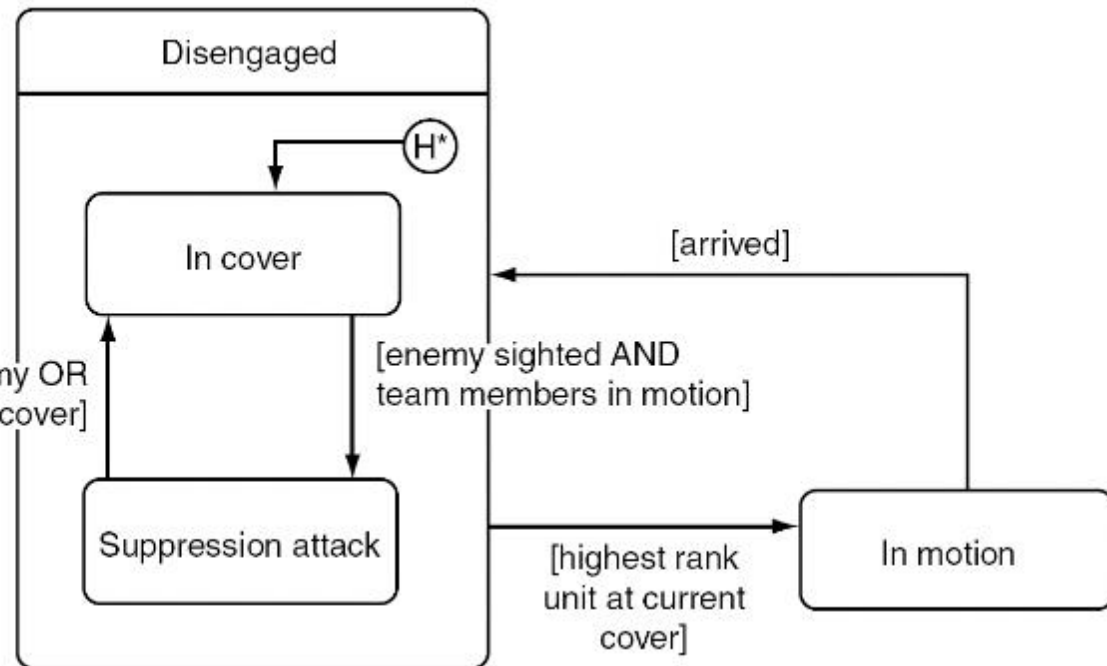 Disengaged
H*
In cover
[arrived]
[enemy sighted AND
team members in motion]
my OR
cover]
Suppression attack
[highest rank
unit at current
cover]
In motion